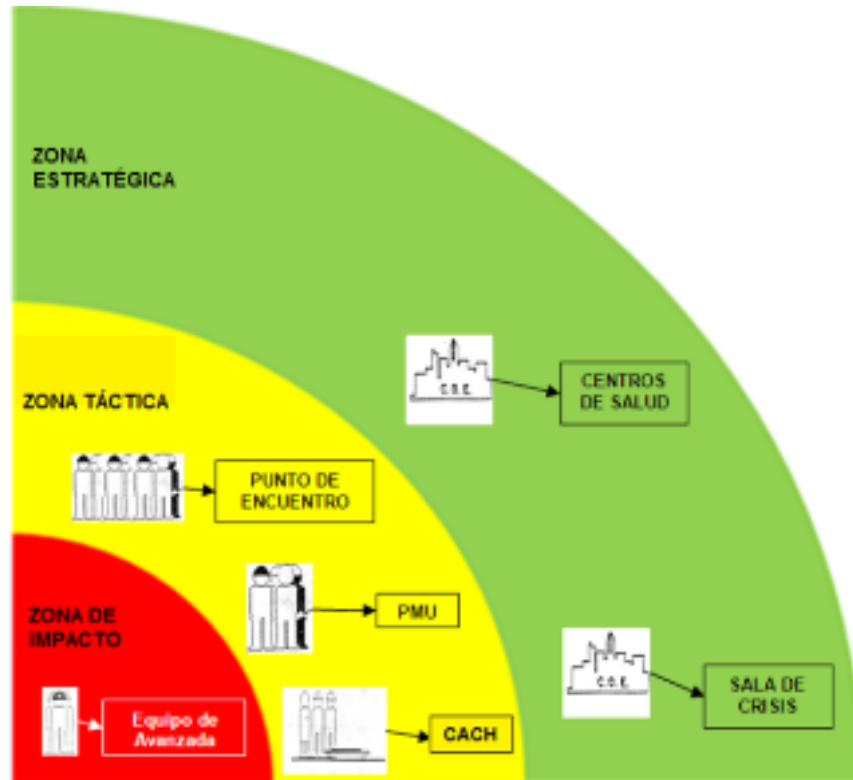 ZONA
ESTRATÉGICA
C.O.E.
CENTROS
DE SALUD
ZONA TÁCTICA
PUNTO DE
ENCUENTRO
PMU
ZONA DE
IMPACTO
C.O.E.
SALA DE
CRISIS
Equipo de
Avanzada
CACH